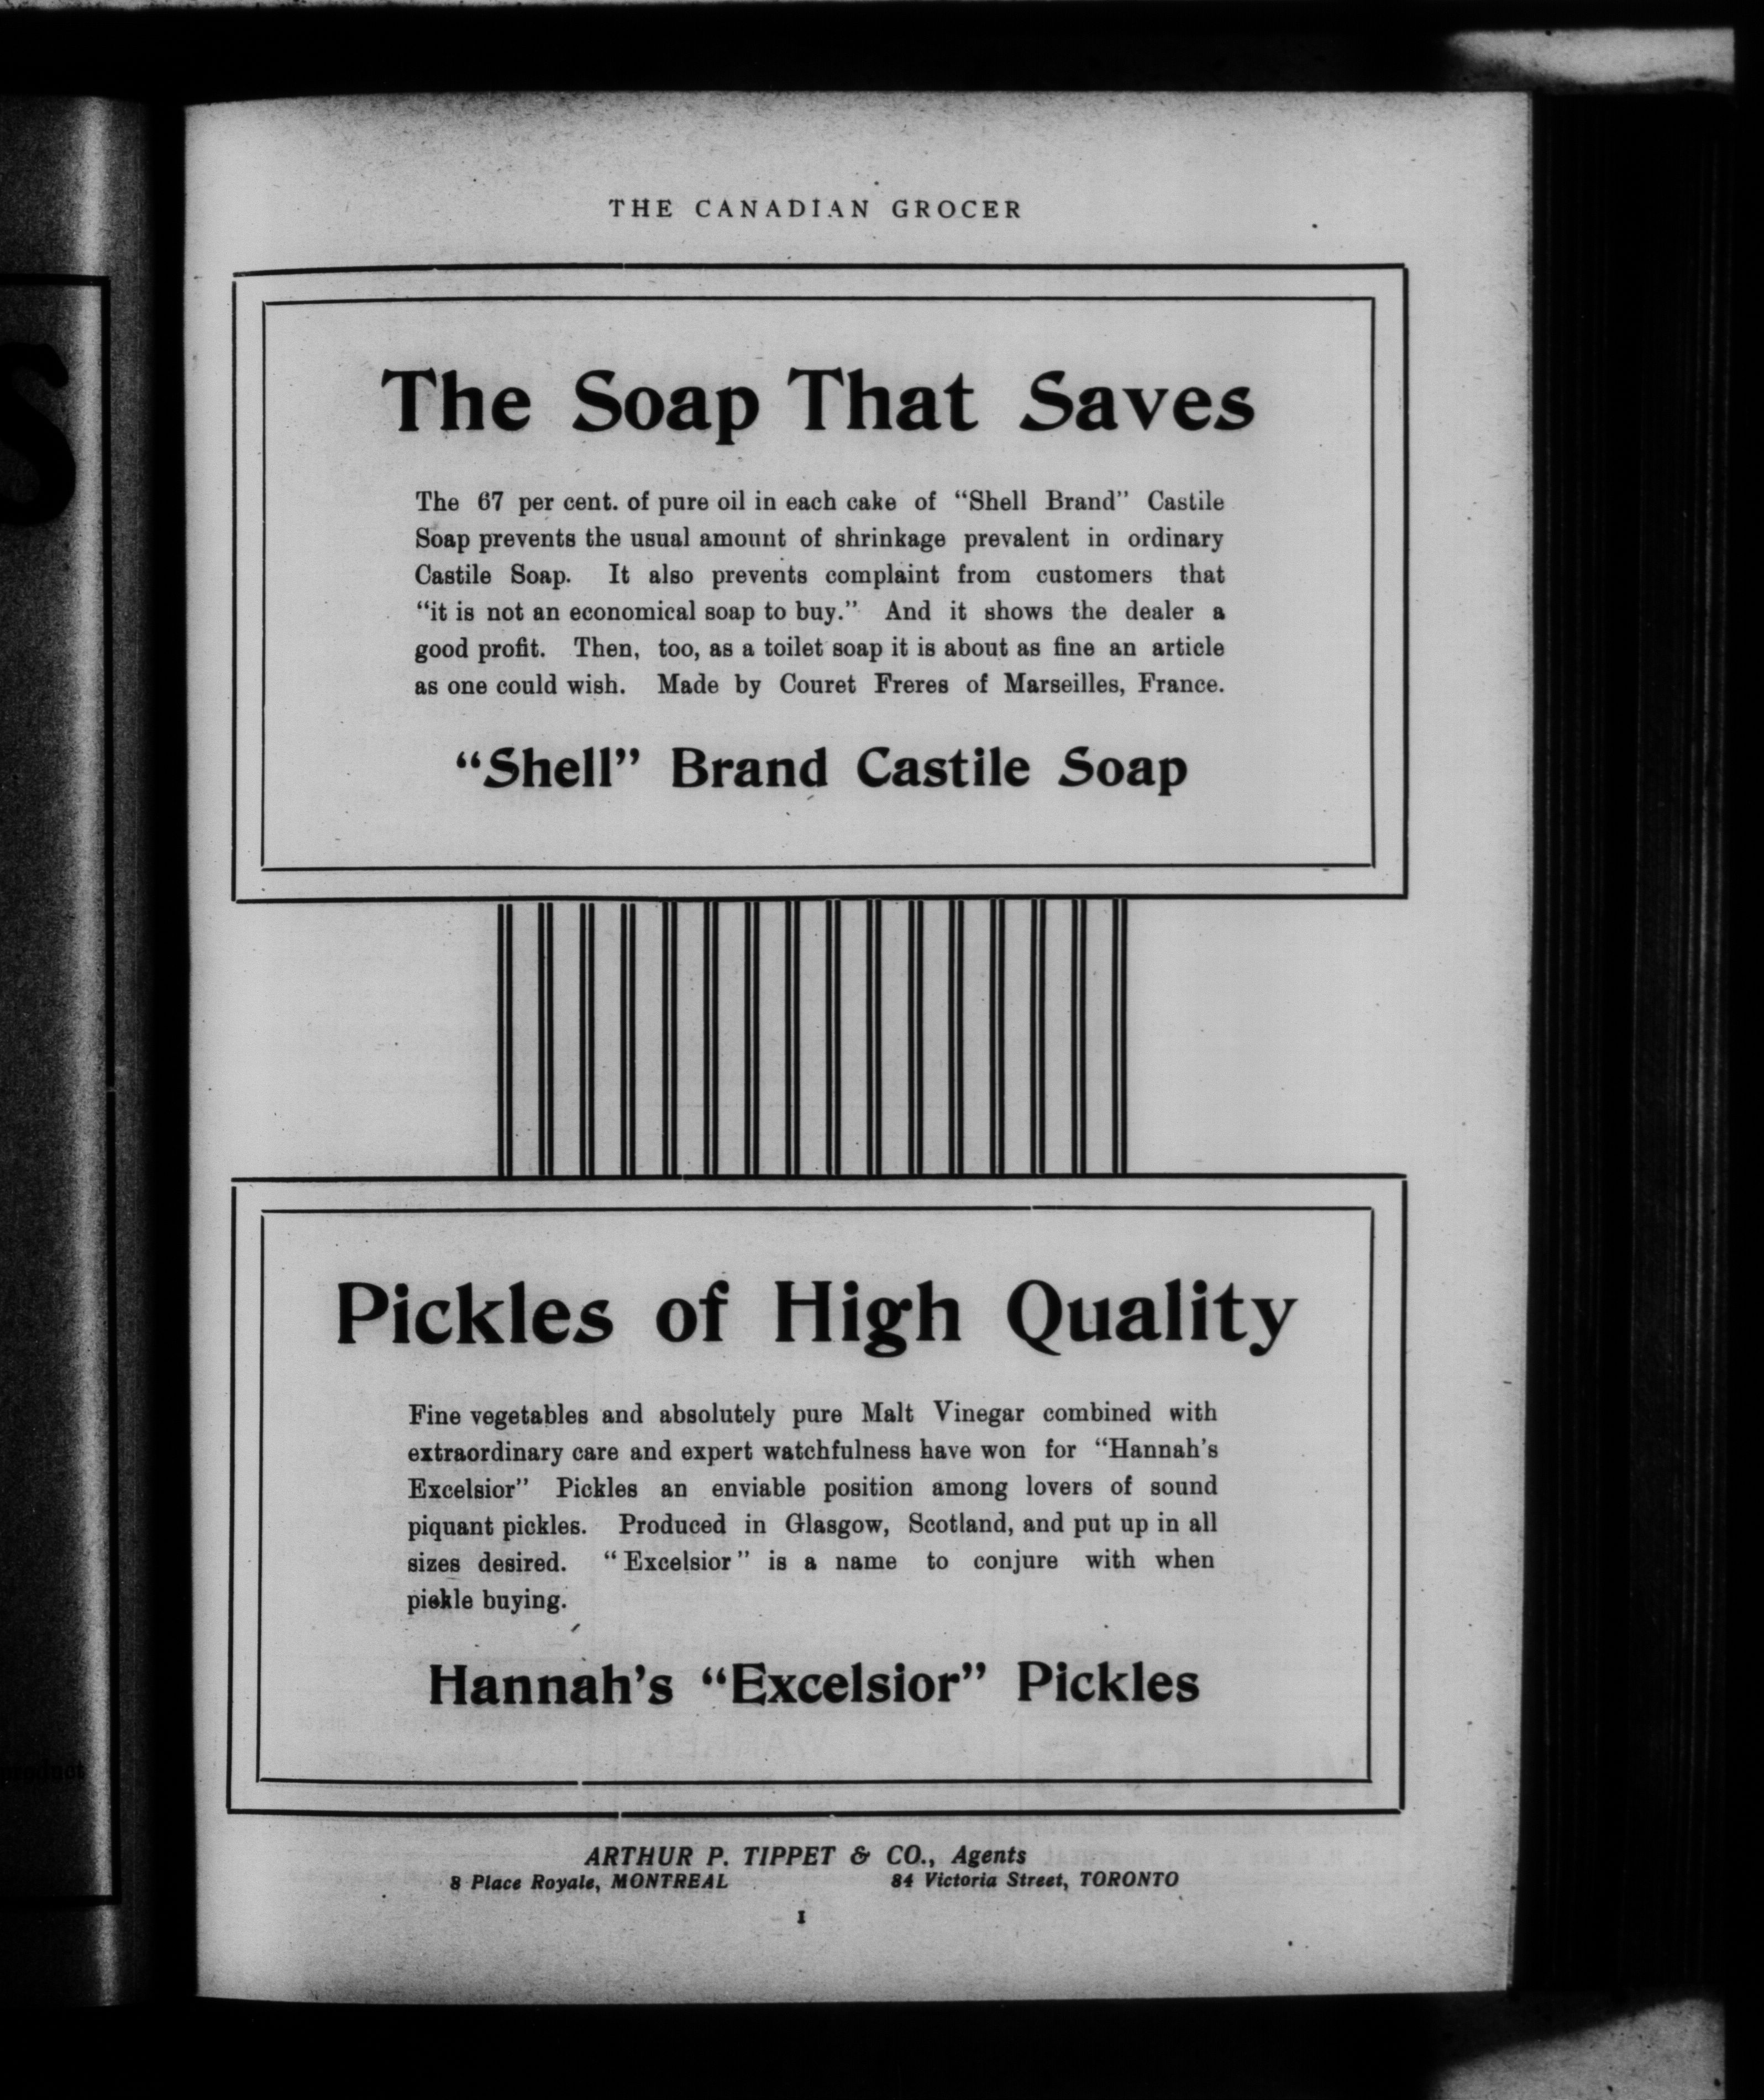 THE CANADIAN GROCER
The Soap That Saves
The 67 per cent. of pure oil in each cake of “Shell Brand” Castile
Soap prevents the usual amount of shrinkage prevalent in ordinary
Castile Soap. It also prevents complaint from customers that
“it is not an economical soap to buy.” And it shows the dealer a
good profit. Then, too, as a toilet soap it is about as fine an article
as one could wish. Made by Couret Freres of Marseilles, France.
“Shell” Brand Castile Soap
Pickles of High Quality
Fine vegetables and absolutely pure Malt Vinegar combined with
extraordinary care and expert watchfulness have won for “Hannah's
Excelsior” Pickles an enviable position among lovers of sound
piquant pickles. Produced in Glasgow, Scotland, and put up in all
sizes desired. “Excelsior” is a name to conjure with when
pickle buying.
Hannah's “Excelsior” Pickles
ARTHUR P. TIPPET & CO., Agents
8 Place Royale, MONTREAL 84 Victoria Street, TORONTO
1
S
product